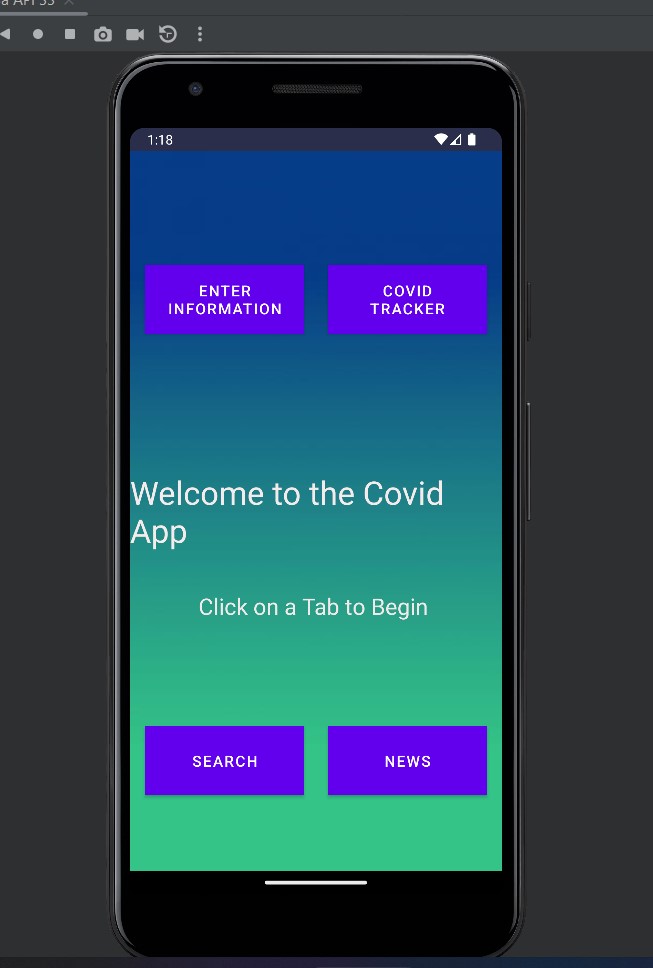 API 33
1:18
ENTER
INFORMATION
COVID
TRACKER
Welcome to the Covid
App
Click on a Tab to Begin
SEARCH
NEWS